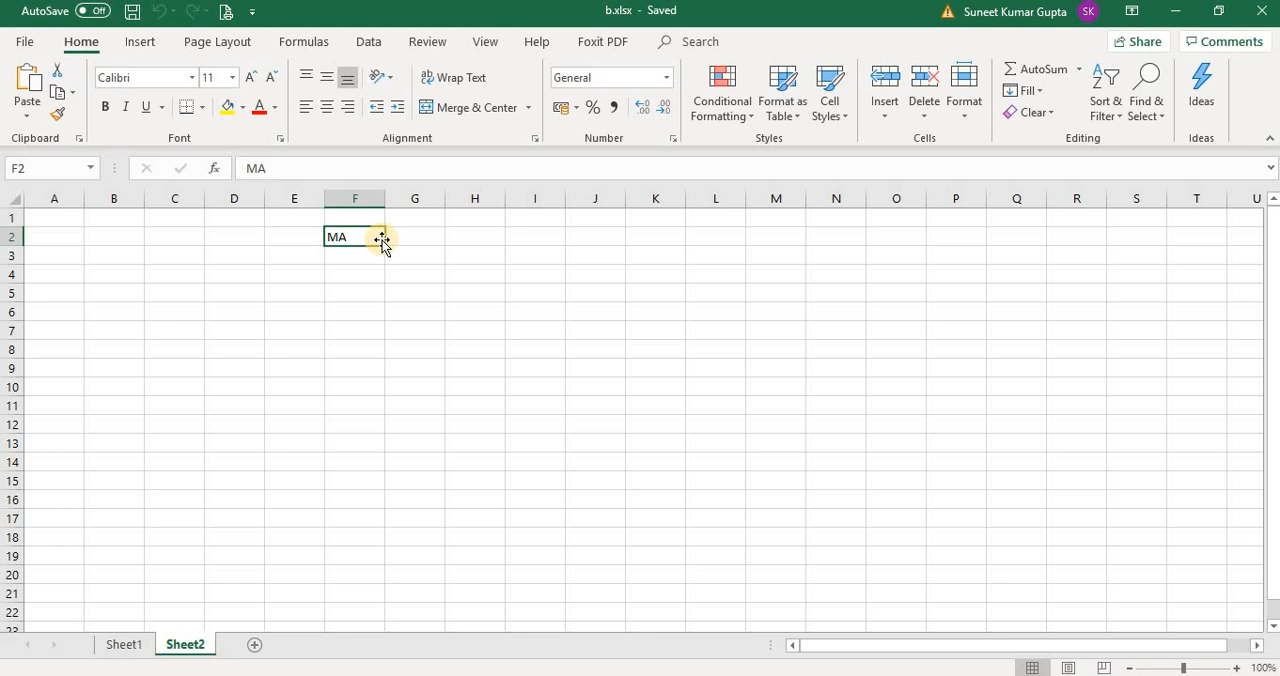 AutoSave Off b.xlsx - Saved Suneet Kumar Gupta SK
File Home Insert Page Layout Formulas Data Review View Help Foxit PDF Search Share Comments
Paste Calibri 11 A A Wrap Text General AutoSum
B I U A Merge & Center % Conditional Formatting Format as Table Cell Styles Insert Delete Format Fill Clear Sort & Filter Find & Select Ideas
Clipboard Font Alignment Number Styles Cells Editing Ideas
F2 fx MA
A B C D E F G H I J K L M N O P Q R S T U
1
2 MA
3
4
5
6
7
8
9
10
11
12
13
14
15
16
17
18
19
20
21
22
23
Sheet1 Sheet2
100%